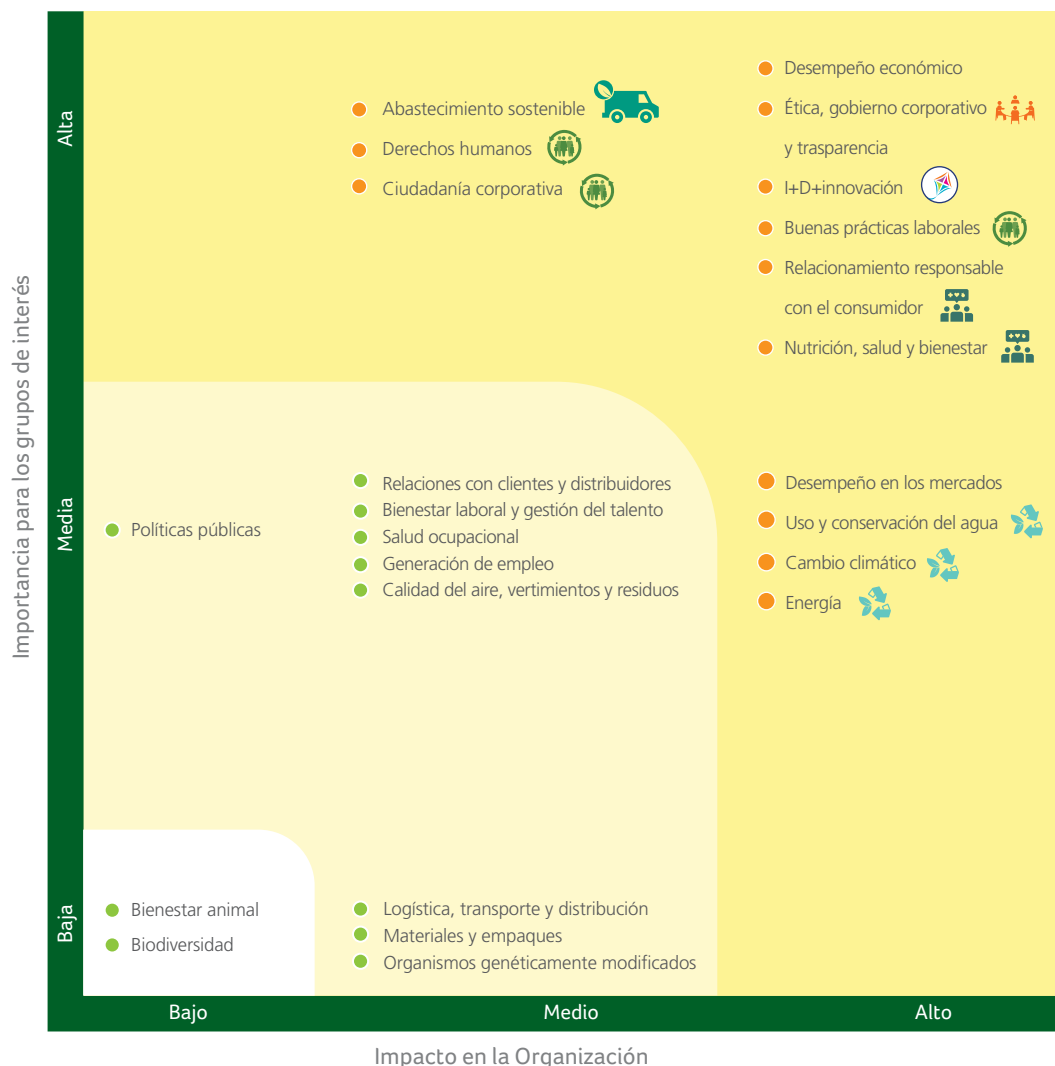 Importancia para los grupos de interés
Alta
Abastecimiento sostenible
Derechos humanos
Ciudadanía corporativa
Desempeño económico
Ética, gobierno corporativo
y trasparencia
I+D+innovación
Buenas prácticas laborales
Relacionamiento responsable
con el consumidor
Nutrición, salud y bienestar
Media
Políticas públicas
Relaciones con clientes y distribuidores
Bienestar laboral y gestión del talento
Salud ocupacional
Generación de empleo
Calidad del aire, vertimientos y residuos
Desempeño en los mercados
Uso y conservación del agua
Cambio climático
Energía
Baja
Bienestar animal
Biodiversidad
Logística, transporte y distribución
Materiales y empaques
Organismos genéticamente modificados
Bajo
Medio
Alto
Impacto en la Organización